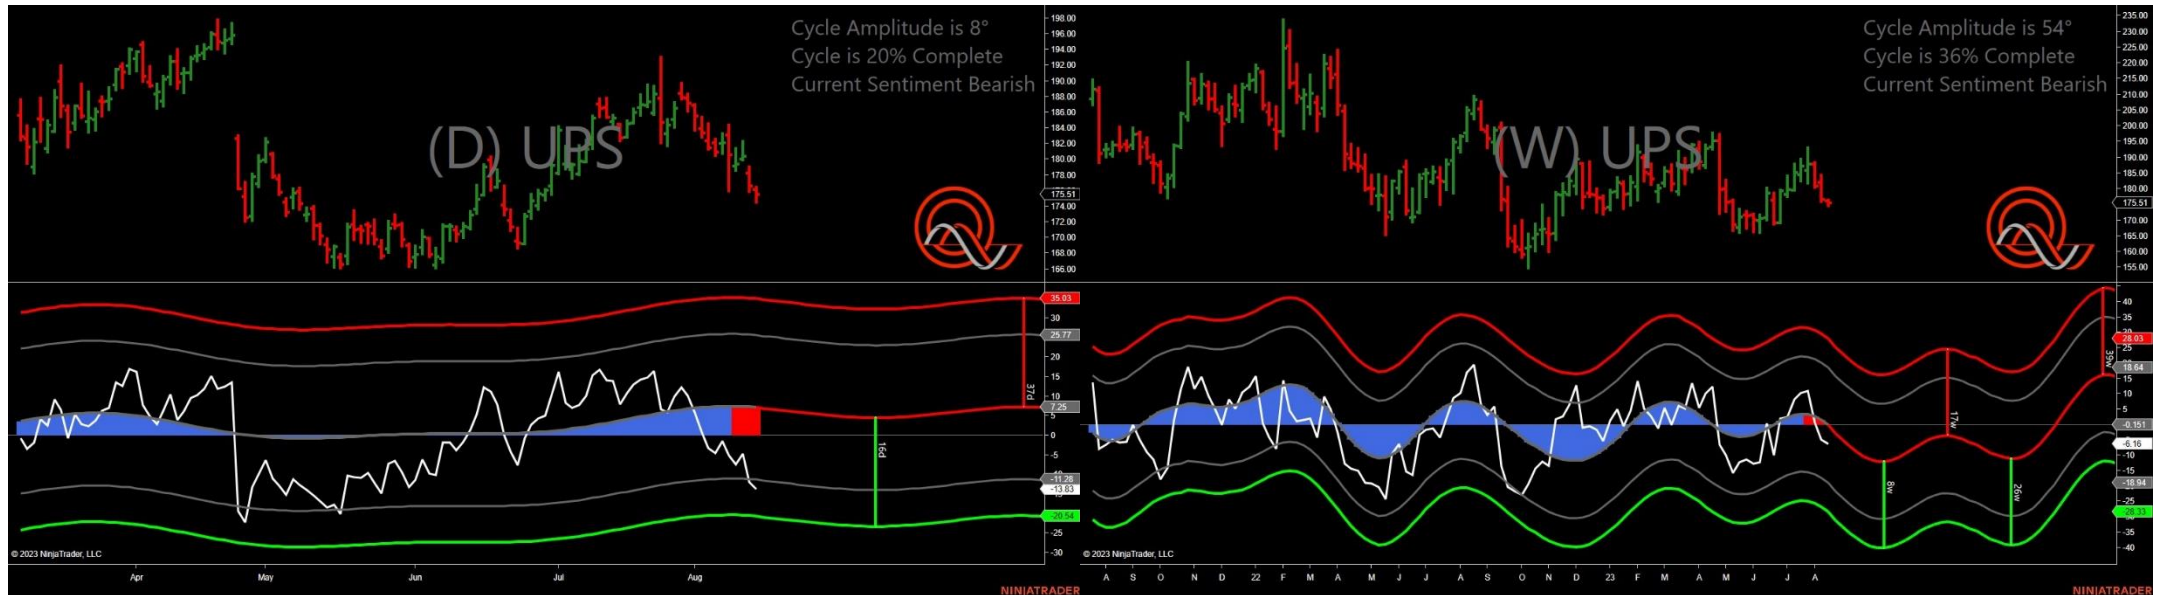 Cycle Amplitude is 8°
Cycle is 20% Complete
Current Sentiment Bearish
(D) UPS
198.00
196.00
194.00
192.00
190.00
188.00
186.00
184.00
182.00
180.00
178.00
175.51
174.00
172.00
170.00
168.00
166.00
35.03
30
25.77
20
15
10
7.25
5
0
-5
-11.28
-13.83
-20.54
-25
-30
37d
16d
© 2023 NinjaTrader, LLC
Apr
May
Jun
Jul
Aug
NINJATRADER
Cycle Amplitude is 54°
Cycle is 36% Complete
Current Sentiment Bearish
(W) UPS
235.00
230.00
225.00
220.00
215.00
210.00
205.00
200.00
195.00
190.00
185.00
180.00
175.51
170.00
165.00
160.00
155.00
40
35
28.03
25
18.64
15
10
5
-0.151
-6.16
-10
-15
-18.94
-25
-28.33
-35
-40
39w
17w
8w
26w
© 2023 NinjaTrader, LLC
A S O N D 22 F M A M J J A S O N D 23 F M A M J J A
NINJATRADER